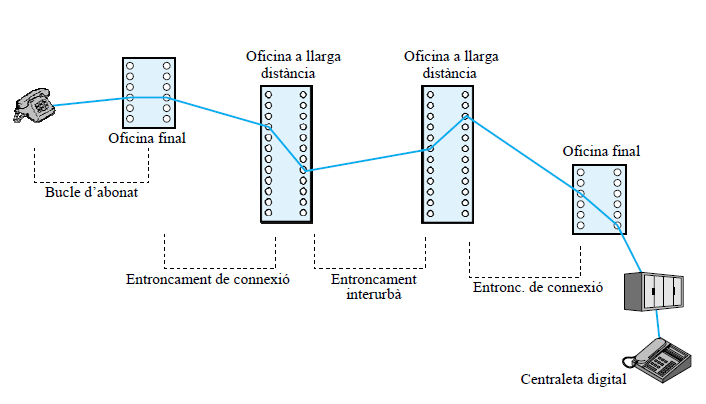 Oficina a llarga
distància
Oficina a llarga
distància
Oficina final
Oficina final
Bucle d’abonat
Entroncament de connexió
Entroncament
interurbà
Entronc. de connexió
Centraleta digital